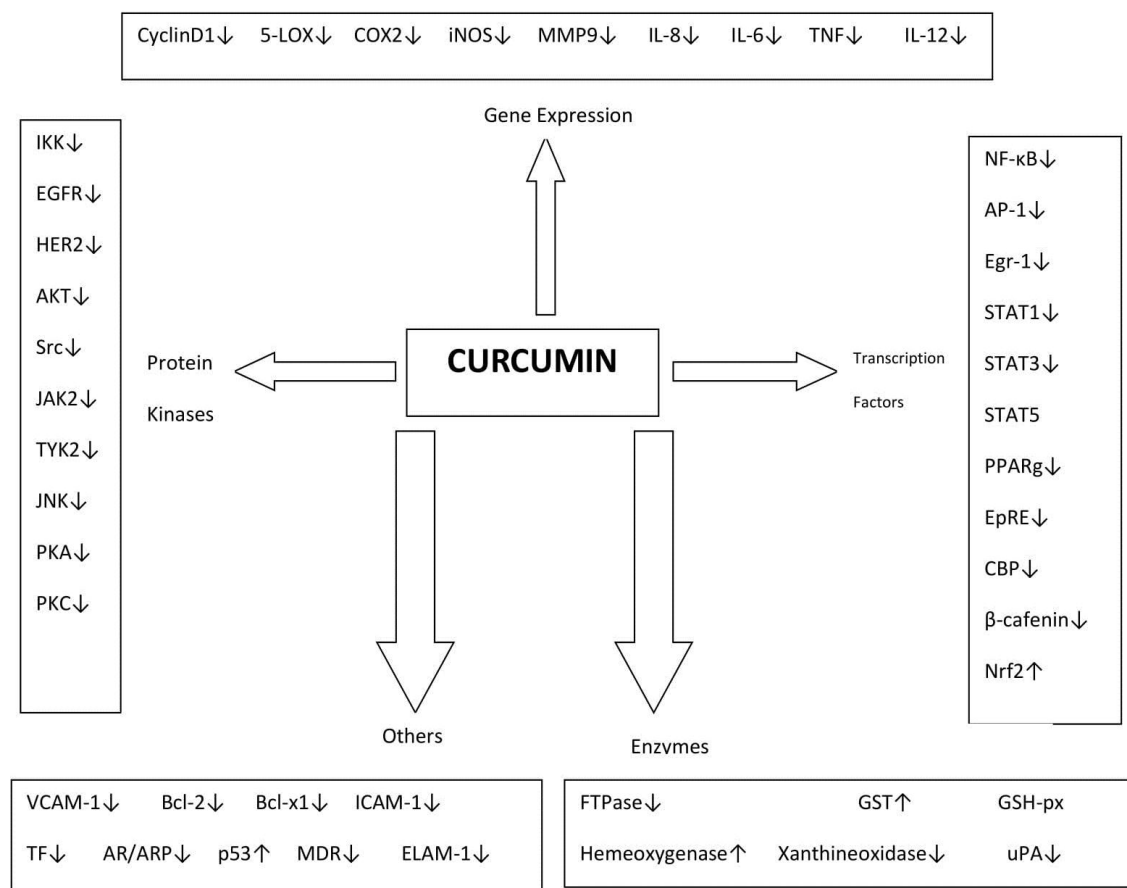 CyclinD1↓ 5-LOX↓ COX2↓ iNOS↓ MMP9↓ IL-8↓ IL-6↓ TNF↓ IL-12↓
Gene Expression
IKK↓
EGFR↓
HER2↓
AKT↓
Src↓
JAK2↓
TYK2↓
JNK↓
PKA↓
PKC↓
Protein
Kinases
CURCUMIN
Transcription
Factors
NF-κB↓
AP-1↓
Egr-1↓
STAT1↓
STAT3↓
STAT5
PPARg↓
EpRE↓
CBP↓
β-cafenin↓
Nrf2↑
Others
Enzymes
VCAM-1↓ Bcl-2↓ Bcl-x1↓ ICAM-1↓
TF↓ AR/ARP↓ p53↑ MDR↓ ELAM-1↓
FTPase↓ GST↑ GSH-px
Hemeoxygenase↑ Xanthineoxidase↓ uPA↓